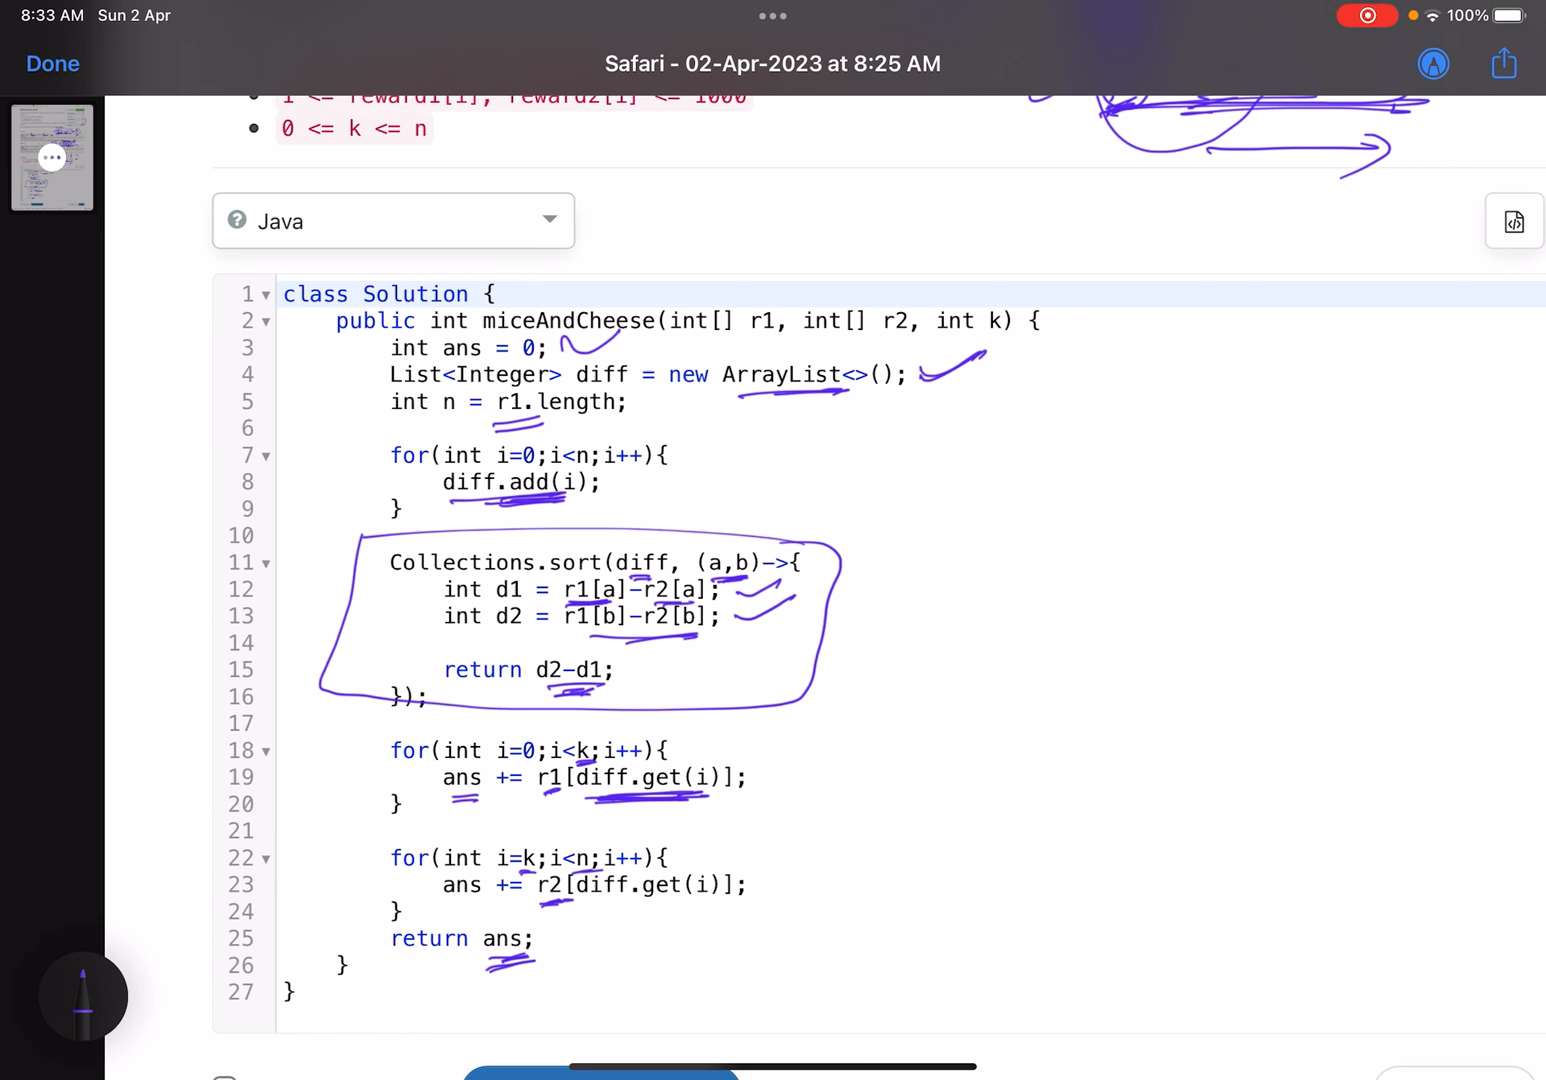 8:33 AM Sun 2 Apr
100%
Done
Safari - 02-Apr-2023 at 8:25 AM
1 <= reward1[i], reward2[i] <= 1000
0 <= k <= n
Java
1 class Solution {
2 public int miceAndCheese(int[] r1, int[] r2, int k) {
3 int ans = 0;
4 List<Integer> diff = new ArrayList<>();
5 int n = r1.length;
6
7 for(int i=0;i<n;i++){
8 diff.add(i);
9 }
10
11 Collections.sort(diff, (a,b)->{
12 int d1 = r1[a]-r2[a];
13 int d2 = r1[b]-r2[b];
14
15 return d2-d1;
16 });
17
18 for(int i=0;i<k;i++){
19 ans += r1[diff.get(i)];
20 }
21
22 for(int i=k;i<n;i++){
23 ans += r2[diff.get(i)];
24 }
25 return ans;
26 }
27 }